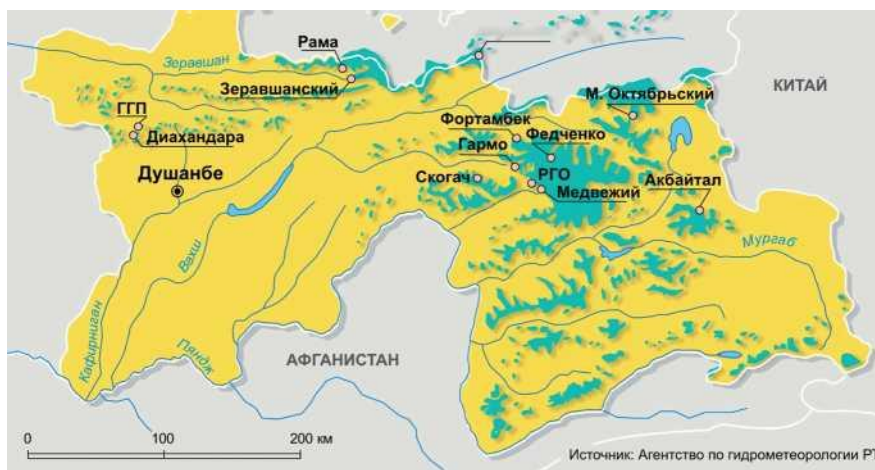 Рама
Зеравшан
Зеравшанский
КИТАЙ
М. Октябрьский
ГГП
Диахандара
Фортамбек
Федченко
Гармо
Душанбе
Скогач
РГО
Медвежий
Акбайтал
Мургаб
Вахш
Кафирниган
Пяндж
АФГАНИСТАН
0 100 200 км
Источник: Агентство по гидрометеорологии РТ